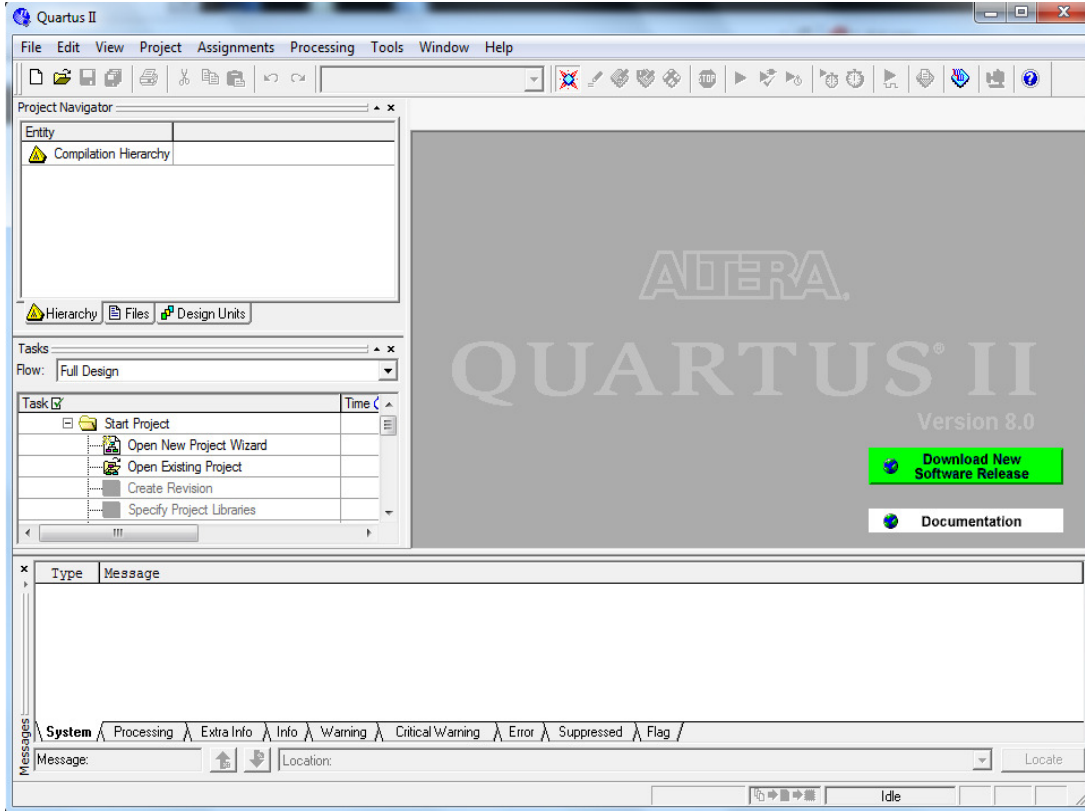 Quartus II
File Edit View Project Assignments Processing Tools Window Help
STOP
Project Navigator
Entity
Compilation Hierarchy
Hierarchy Files Design Units
Tasks
Flow: Full Design
Task Time
Start Project
Open New Project Wizard
Open Existing Project
Create Revision
Specify Project Libraries
ALTERA.
QUARTUS® II
Version 8.0
Download New
Software Release
Documentation
Type Message
System Processing Extra Info Info Warning Critical Warning Error Suppressed Flag
Messages
Message: Location: Locate
Idle